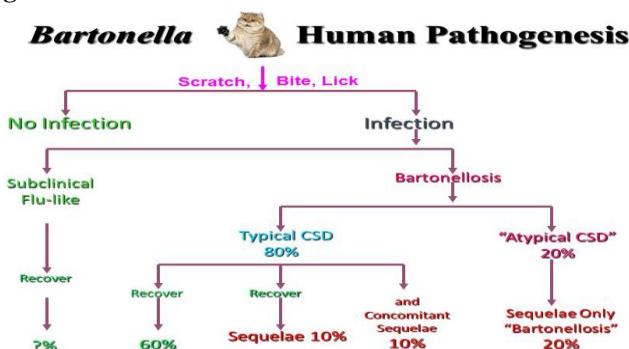 Bartonella Human Pathogenesis
Scratch, Bite, Lick
No Infection Infection
Subclinical
Flu-like
Bartonellosis
Typical CSD
80%
"Atypical CSD"
20%
Recover
Recover
Recover
and
Concomitant
Sequelae
10%
Sequelae Only
"Bartonellosis"
20%
?%
60%
Sequelae 10%